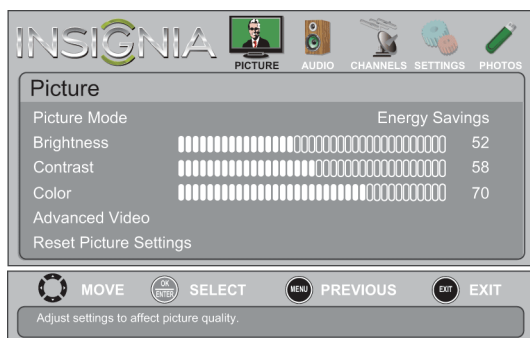 INSIGNIA
PICTURE AUDIO CHANNELS SETTINGS PHOTOS
Picture
Picture Mode Energy Savings
Brightness 52
Contrast 58
Color 70
Advanced Video
Reset Picture Settings
MOVE OK ENTER SELECT MENU PREVIOUS EXIT EXIT
Adjust settings to affect picture quality.